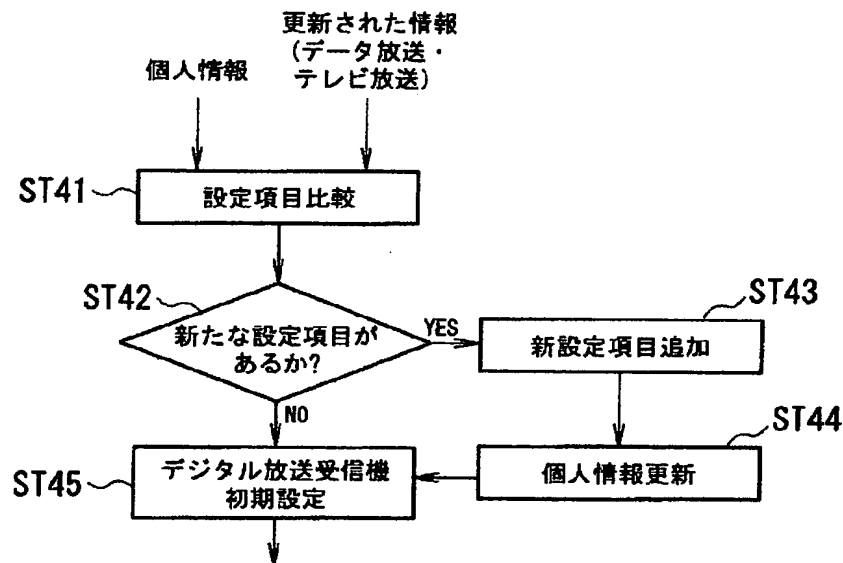 更新された情報
(データ放送・
テレビ放送)
個人情報
ST41
設定項目比較
ST42
新たな設定項目が
あるか?
YES
ST43
新設定項目追加
NO
ST44
個人情報更新
ST45
デジタル放送受信機
初期設定